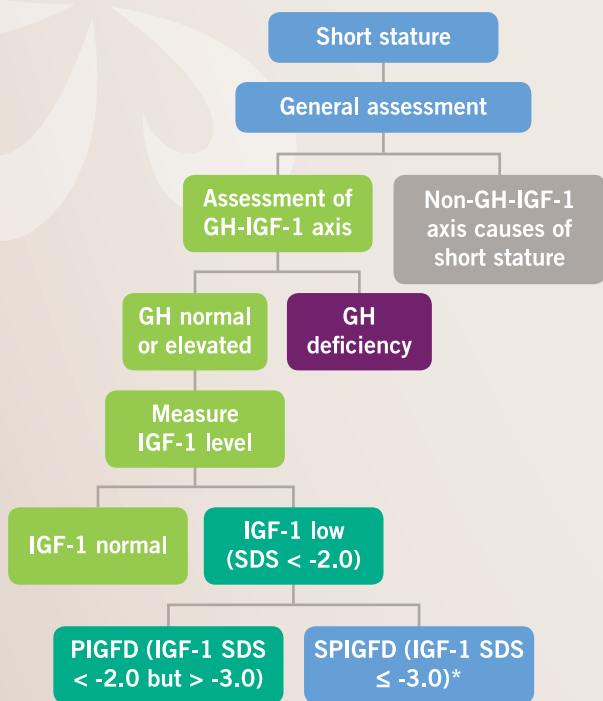 Short stature
General assessment
Assessment of
GH-IGF-1 axis
Non-GH-IGF-1
axis causes of
short stature
GH normal
or elevated
GH
deficiency
Measure
IGF-1 level
IGF-1 normal
IGF-1 low
(SDS < -2.0)
PIGFD (IGF-1 SDS
< -2.0 but > -3.0)
SPIGFD (IGF-1 SDS
≤ -3.0)*